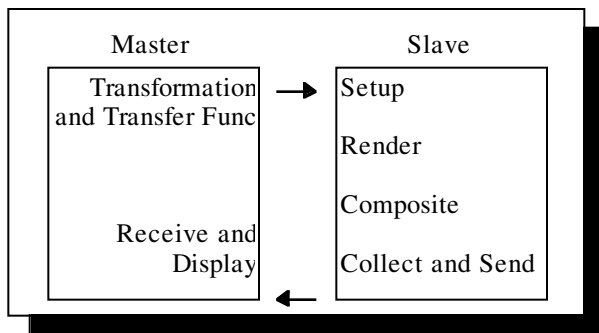 Master
Slave
Transformation
and Transfer Func
Receive and
Display
Setup
Render
Composite
Collect and Send